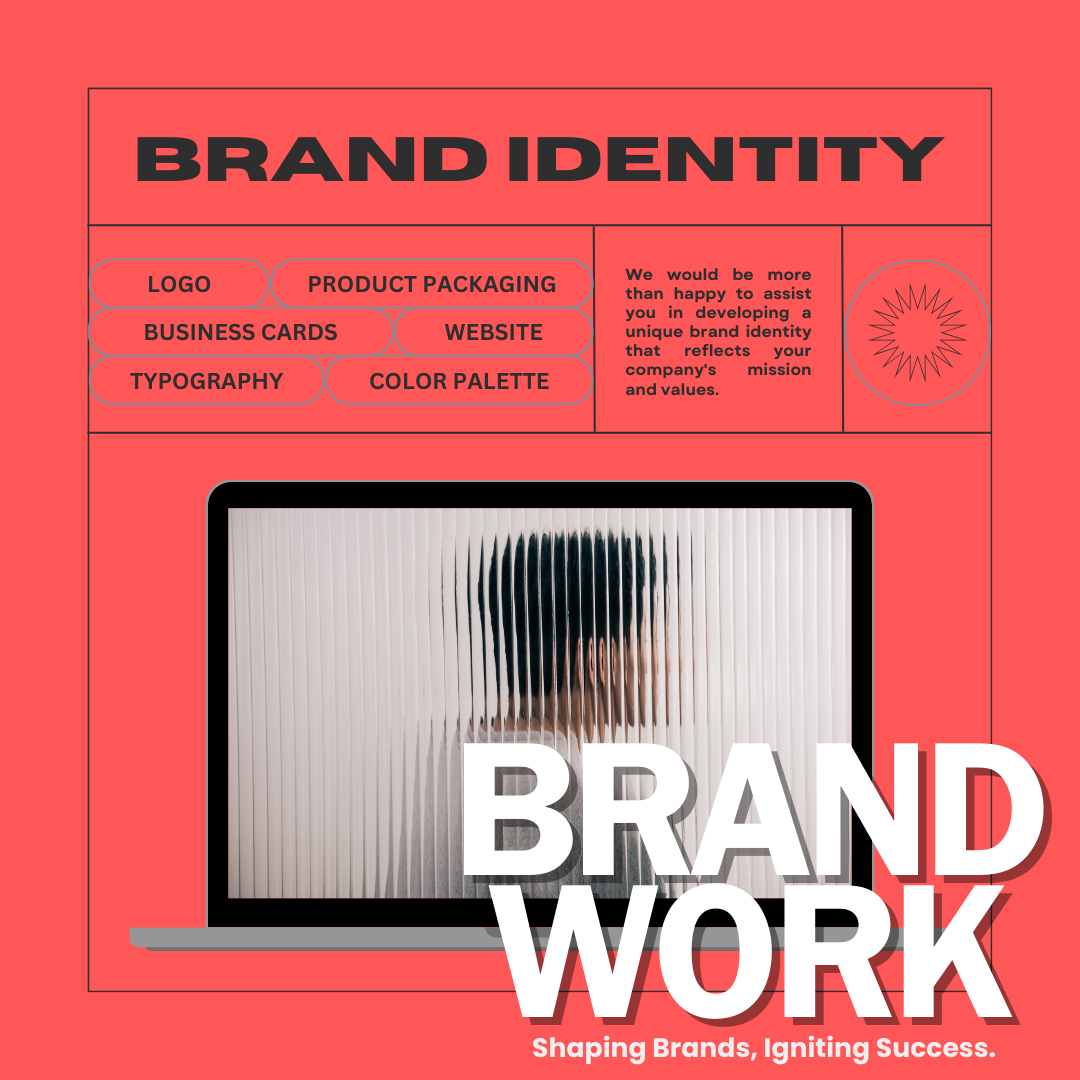 BRAND IDENTITY
LOGO
PRODUCT PACKAGING
BUSINESS CARDS
WEBSITE
TYPOGRAPHY
COLOR PALETTE
We would be more
than happy to assist
you in developing a
unique brand identity
that reflects your
company's mission
and values.
BRAND
WORK
Shaping Brands, Igniting Success.